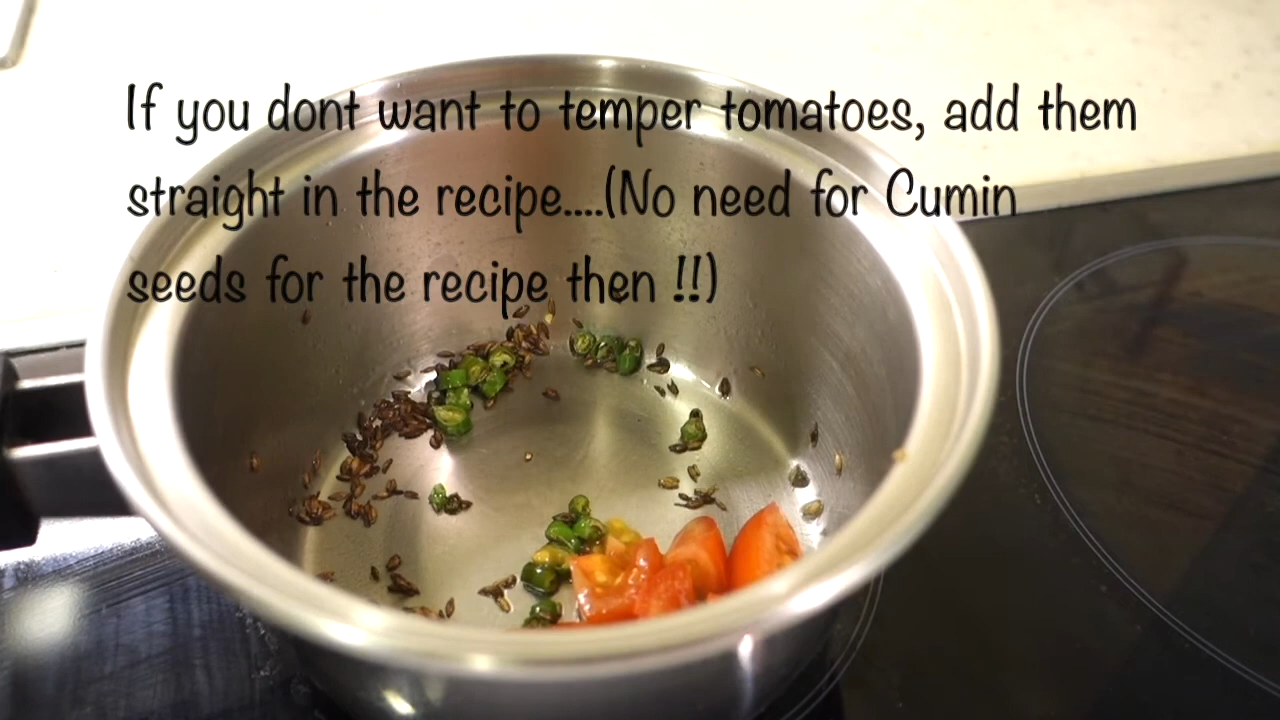 If you dont want to temper tomatoes, add them
straight in the recipe....(No need for Cumin
seeds for the recipe then !!)